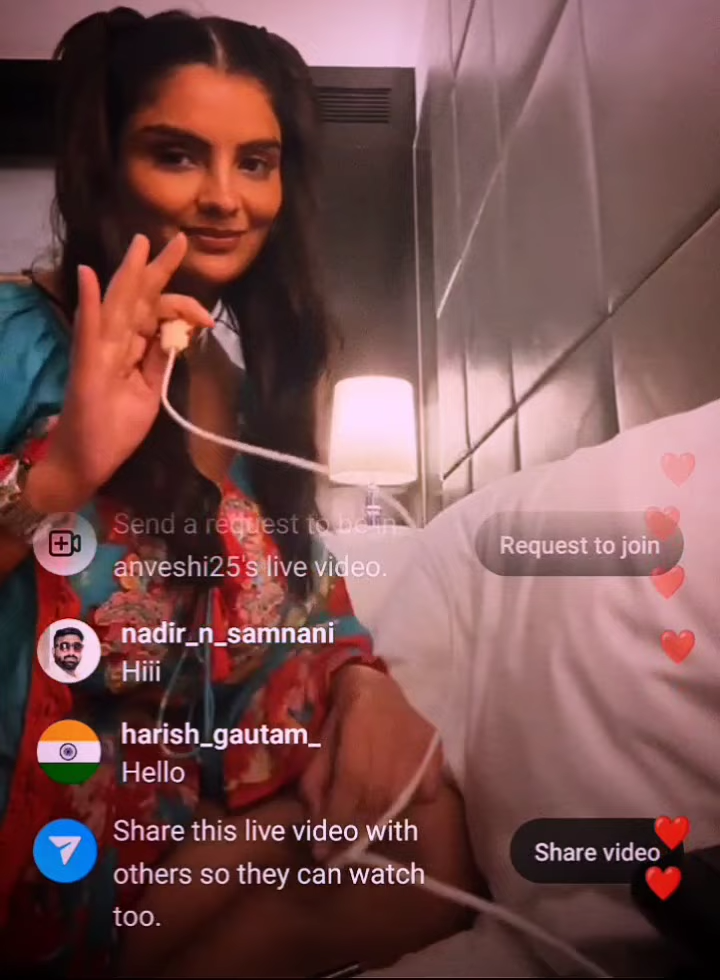 Send a request to be in
anveshi25's live video.
Request to join
nadir_n_samnani
Hiii
harish_gautam_
Hello
Share this live video with
others so they can watch
too.
Share video